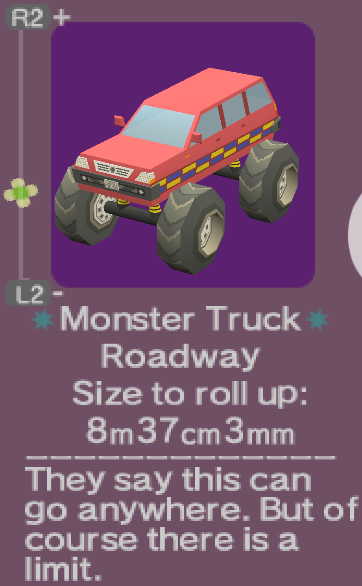 R2 +
L2 -
Monster Truck
Roadway
Size to roll up:
8m37cm3mm
They say this can
go anywhere. But of
course there is a
limit.